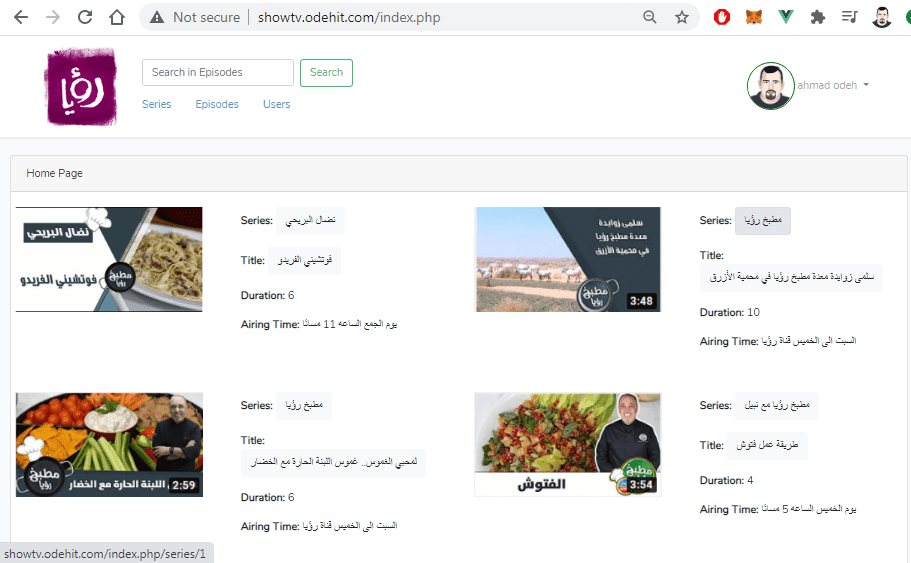 Not secure
showtv.odehit.com/index.php
رؤيا
Search in Episodes
Search
Series
Episodes
Users
ahmad odeh
Home Page
نضال البريحي
فوتشيني الفريدو
مطبخ رؤيا
Series: نضال البريحي
Title: فوتشيني الفريدو
Duration: 6
Airing Time: يوم الجمع الساعه 11 مسائا
سلمى زوايدة
معدة مطبخ رؤيا
في محمية الأزرق
مطبخ رؤيا
3:48
Series: مطبخ رؤيا
Title:
سلمى زوايدة معدة مطبخ رؤيا في محمية الأزرق
Duration: 10
Airing Time: السبت الى الخميس قناة رؤيا
مطبخ رؤيا
اللبنة الحارة مع الخضار
2:59
Series: مطبخ رؤيا
Title:
لمحبي الغموس.. غموس اللبنة الحارة مع الخضار
Duration: 6
Airing Time: السبت الى الخميس قناة رؤيا
الفتوش
مطبخ رؤيا
3:54
Series: مطبخ رؤيا مع نبيل
Title: طريقة عمل فتوش
Duration: 4
Airing Time: يوم الخميس الساعه 5 مسائا
showtv.odehit.com/index.php/series/1